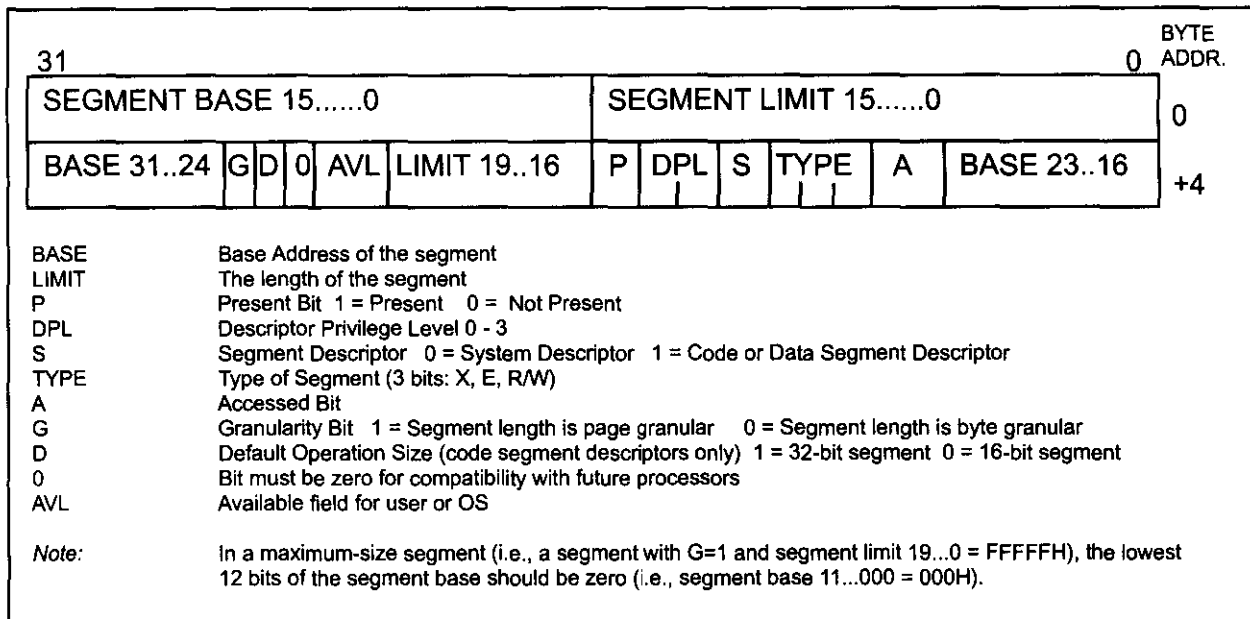 BYTE
31 0 ADDR.
SEGMENT BASE 15......0 SEGMENT LIMIT 15......0 0
BASE 31..24 G D 0 AVL LIMIT 19..16 P DPL S TYPE A BASE 23..16 +4
BASE Base Address of the segment
LIMIT The length of the segment
P Present Bit 1 = Present 0 = Not Present
DPL Descriptor Privilege Level 0 - 3
S Segment Descriptor 0 = System Descriptor 1 = Code or Data Segment Descriptor
TYPE Type of Segment (3 bits: X, E, R/W)
A Accessed Bit
G Granularity Bit 1 = Segment length is page granular 0 = Segment length is byte granular
D Default Operation Size (code segment descriptors only) 1 = 32-bit segment 0 = 16-bit segment
0 Bit must be zero for compatibility with future processors
AVL Available field for user or OS
Note: In a maximum-size segment (i.e., a segment with G=1 and segment limit 19...0 = FFFFFH), the lowest
12 bits of the segment base should be zero (i.e., segment base 11...000 = 000H).